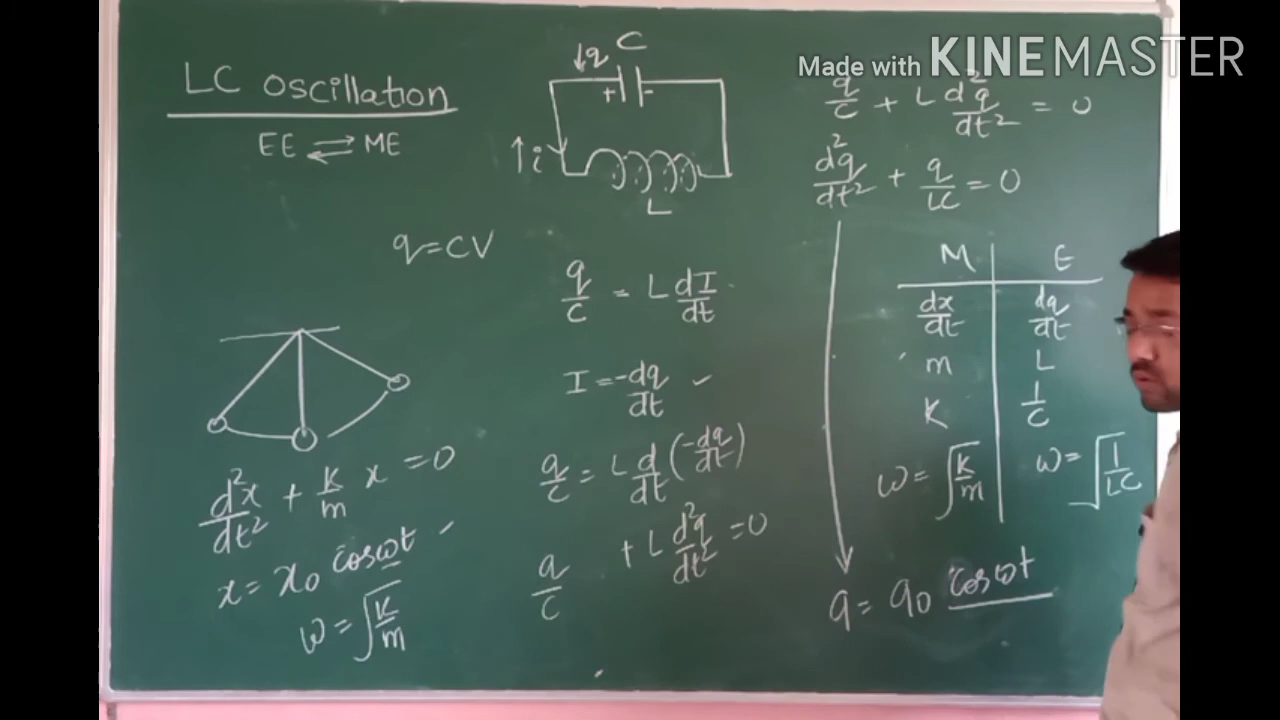 Made with KINEMASTER
LC Oscillation
EE ⇌ ME
↓q C
+ -
↑i
L
q = CV
q/C = L dI/dt
I = -dq/dt ✓
q/C = L d/dt (-dq/dt)
q/C + L d²q/dt² = 0
d²x/dt² + k/m x = 0
x = x₀ cosωt ✓
ω = √k/m
q/C + L d²q/dt² = 0
d²q/dt² + q/LC = 0
M E
dx/dt dq/dt
m L
K 1/C
ω = √k/m ω = √1/LC
q = q₀ cosωt